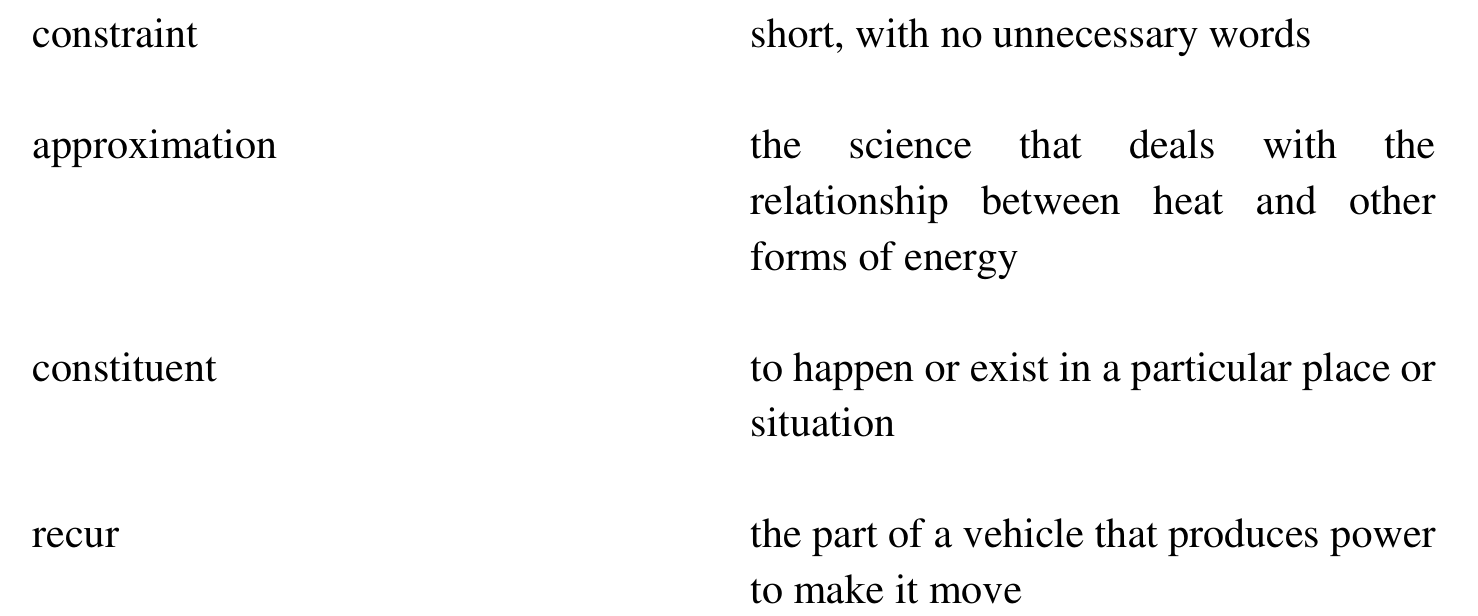 constraint short, with no unnecessary words
approximation the science that deals with the
relationship between heat and other
forms of energy
constituent to happen or exist in a particular place or
situation
recur the part of a vehicle that produces power
to make it move